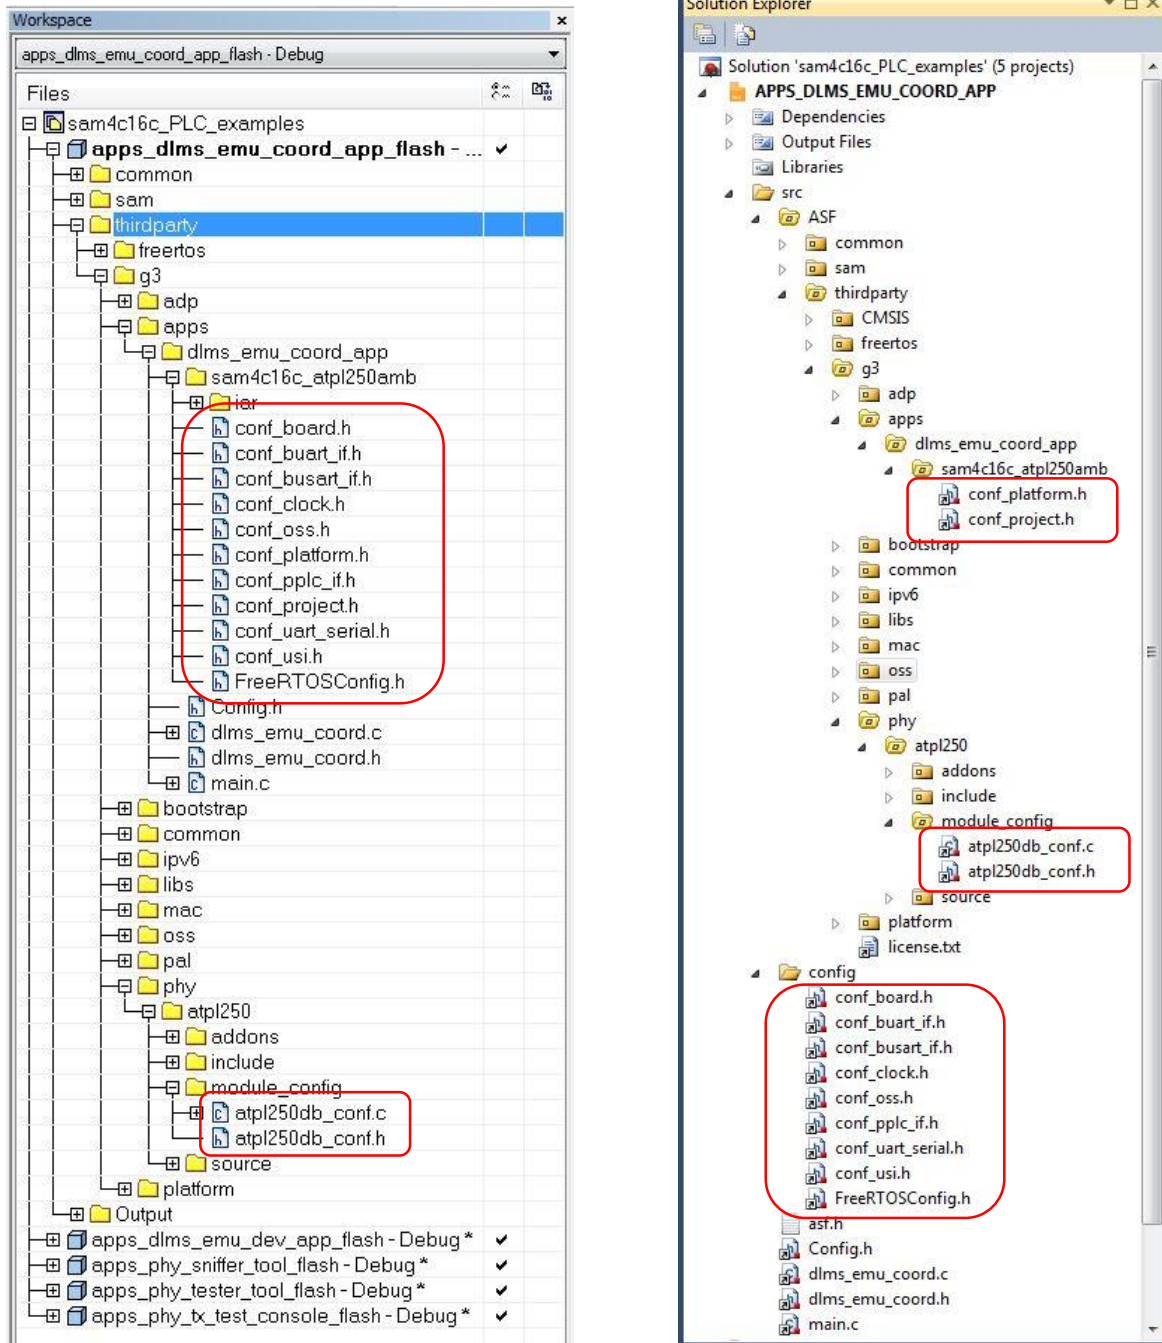 Workspace
apps_dlms_emu_coord_app_flash - Debug
Files
sam4c16c_PLC_examples
apps_dlms_emu_coord_app_flash - ...
common
sam
thirdparty
freertos
g3
adp
apps
dlms_emu_coord_app
sam4c16c_atpl250amb
iar
conf_board.h
conf_buart_if.h
conf_busart_if.h
conf_clock.h
conf_oss.h
conf_platform.h
conf_pplc_if.h
conf_project.h
conf_uart_serial.h
conf_usi.h
FreeRTOSConfig.h
Config.h
dlms_emu_coord.c
dlms_emu_coord.h
main.c
bootstrap
common
ipv6
libs
mac
oss
pal
phy
atpl250
addons
include
module_config
atpl250db_conf.c
atpl250db_conf.h
source
platform
Output
apps_dlms_emu_dev_app_flash - Debug *
apps_phy_sniffer_tool_flash - Debug *
apps_phy_tester_tool_flash - Debug *
apps_phy_tx_test_console_flash - Debug *
Solution Explorer
Solution 'sam4c16c_PLC_examples' (5 projects)
APPS_DLMS_EMU_COORD_APP
Dependencies
Output Files
Libraries
src
ASF
common
sam
thirdparty
CMSIS
freertos
g3
adp
apps
dlms_emu_coord_app
sam4c16c_atpl250amb
conf_platform.h
conf_project.h
bootstrap
common
ipv6
libs
mac
oss
pal
phy
atpl250
addons
include
module_config
atpl250db_conf.c
atpl250db_conf.h
source
platform
license.txt
config
conf_board.h
conf_buart_if.h
conf_busart_if.h
conf_clock.h
conf_oss.h
conf_pplc_if.h
conf_uart_serial.h
conf_usi.h
FreeRTOSConfig.h
asf.h
Config.h
dlms_emu_coord.c
dlms_emu_coord.h
main.c